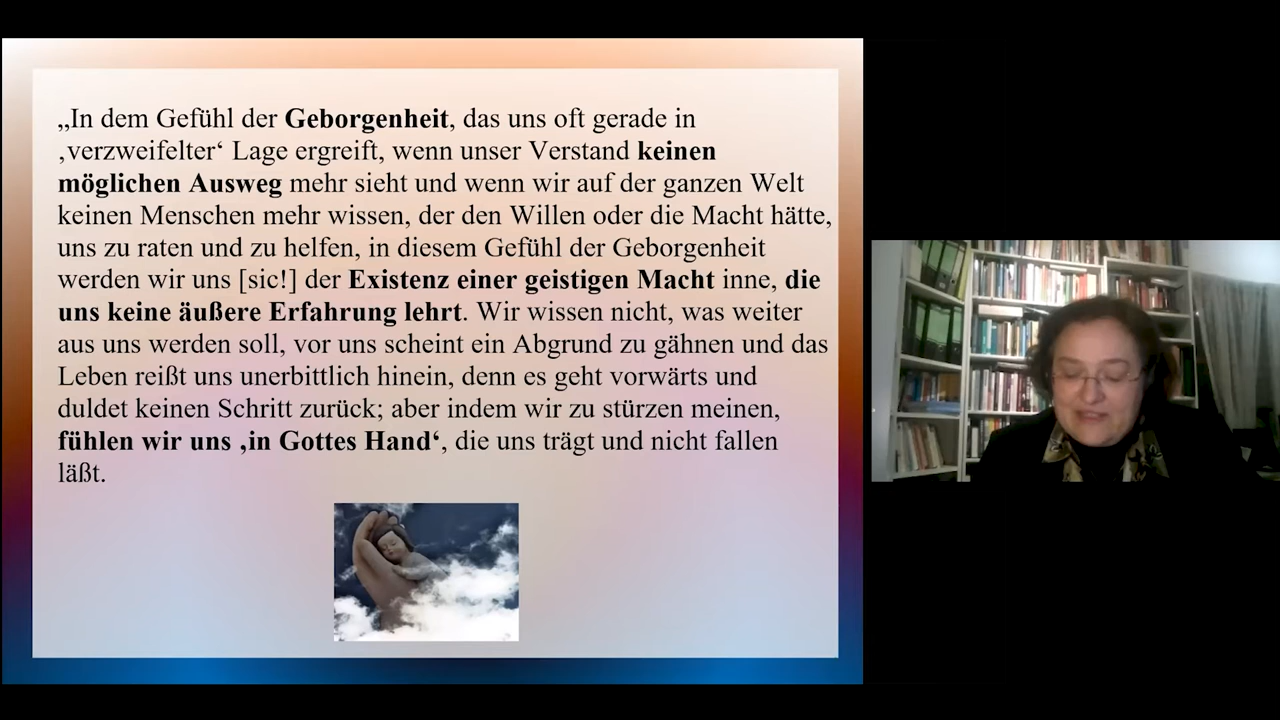 „In dem Gefühl der Geborgenheit, das uns oft gerade in
‚verzweifelter‘ Lage ergreift, wenn unser Verstand keinen
möglichen Ausweg mehr sieht und wenn wir auf der ganzen Welt
keinen Menschen mehr wissen, der den Willen oder die Macht hätte,
uns zu raten und zu helfen, in diesem Gefühl der Geborgenheit
werden wir uns [sic!] der Existenz einer geistigen Macht inne, die
uns keine äußere Erfahrung lehrt. Wir wissen nicht, was weiter
aus uns werden soll, vor uns scheint ein Abgrund zu gähnen und das
Leben reißt uns unerbittlich hinein, denn es geht vorwärts und
duldet keinen Schritt zurück; aber indem wir zu stürzen meinen,
fühlen wir uns ‚in Gottes Hand‘, die uns trägt und nicht fallen
läßt.